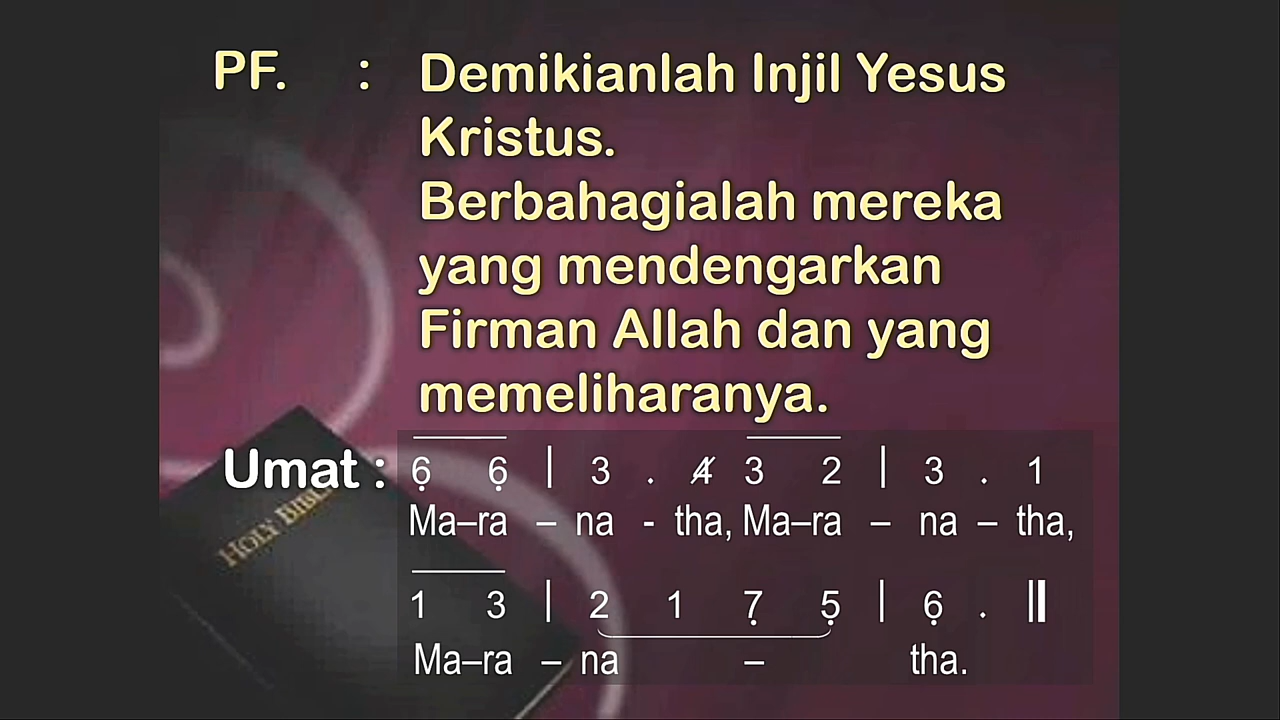 PF. : Demikianlah Injil Yesus
Kristus.
Berbahagialah mereka
yang mendengarkan
Firman Allah dan yang
memeliharanya.
Umat : 6̣ 6̣ | 3 . 4̸ 3 2 | 3 . 1
Ma–ra – na - tha, Ma–ra – na – tha,
1 3 | 2 1 7̣ 5̣ | 6̣ . ||
Ma–ra – na – tha.
HOLY BIBLE